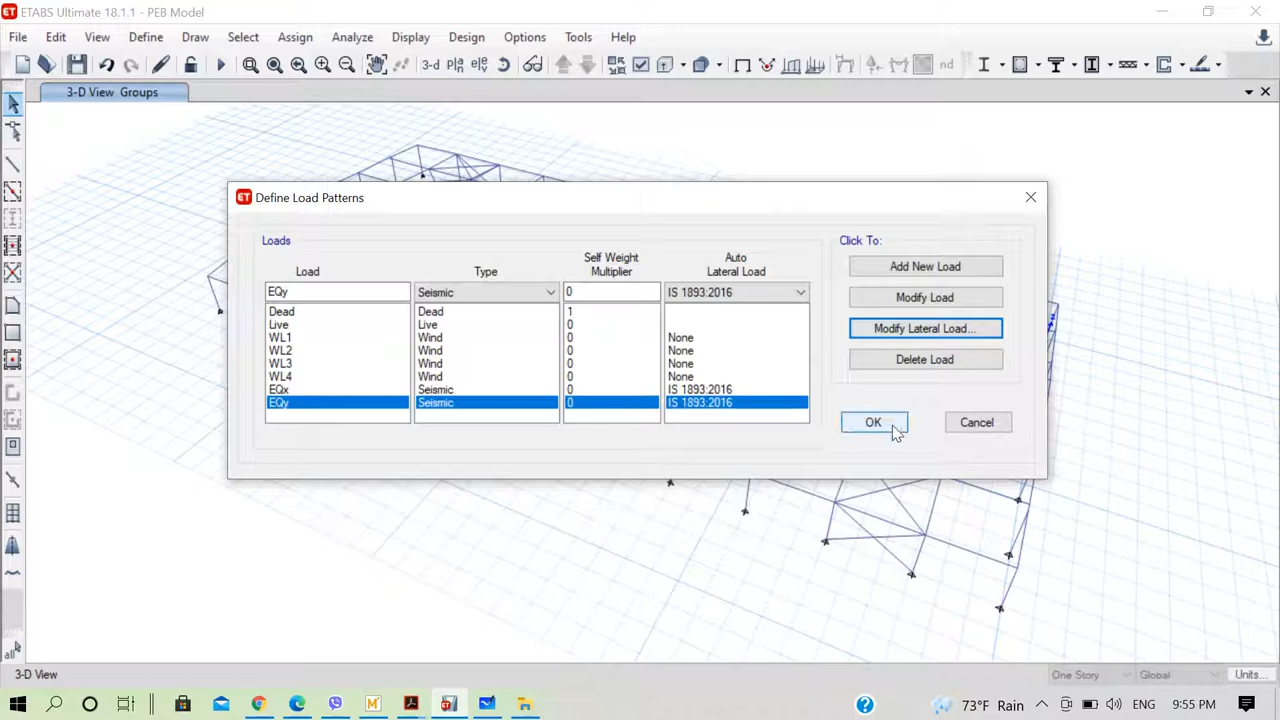 ET ETABS Ultimate 18.1.1 - PEB Model
File Edit View Define Draw Select Assign Analyze Display Design Options Tools Help
3-d nd
3-D View Groups
ET Define Load Patterns
Loads
Click To:
Load Type Self Weight Multiplier Auto Lateral Load
EQy Seismic 0 IS 1893:2016
Dead Dead 1
Live Live 0
WL1 Wind 0 None
WL2 Wind 0 None
WL3 Wind 0 None
WL4 Wind 0 None
EQx Seismic 0 IS 1893:2016
EQy Seismic 0 IS 1893:2016
Add New Load
Modify Load
Modify Lateral Load...
Delete Load
OK Cancel
all
3-D View One Story Global Units...
73°F Rain ENG 9:55 PM